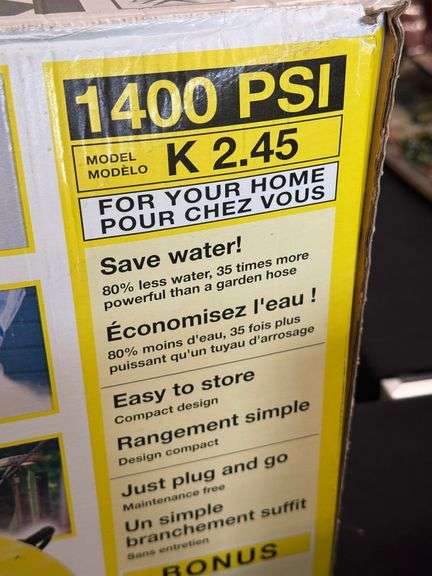 1400 PSI
MODEL
MODÈLO
K 2.45
FOR YOUR HOME
POUR CHEZ VOUS
Save water!
80% less water, 35 times more
powerful than a garden hose
Économisez l'eau !
80% moins d'eau, 35 fois plus
puissant qu'un tuyau d'arrosage
Easy to store
Compact design
Rangement simple
Design compact
Just plug and go
Maintenance free
Un simple
branchement suffit
Sans entretien
BONUS